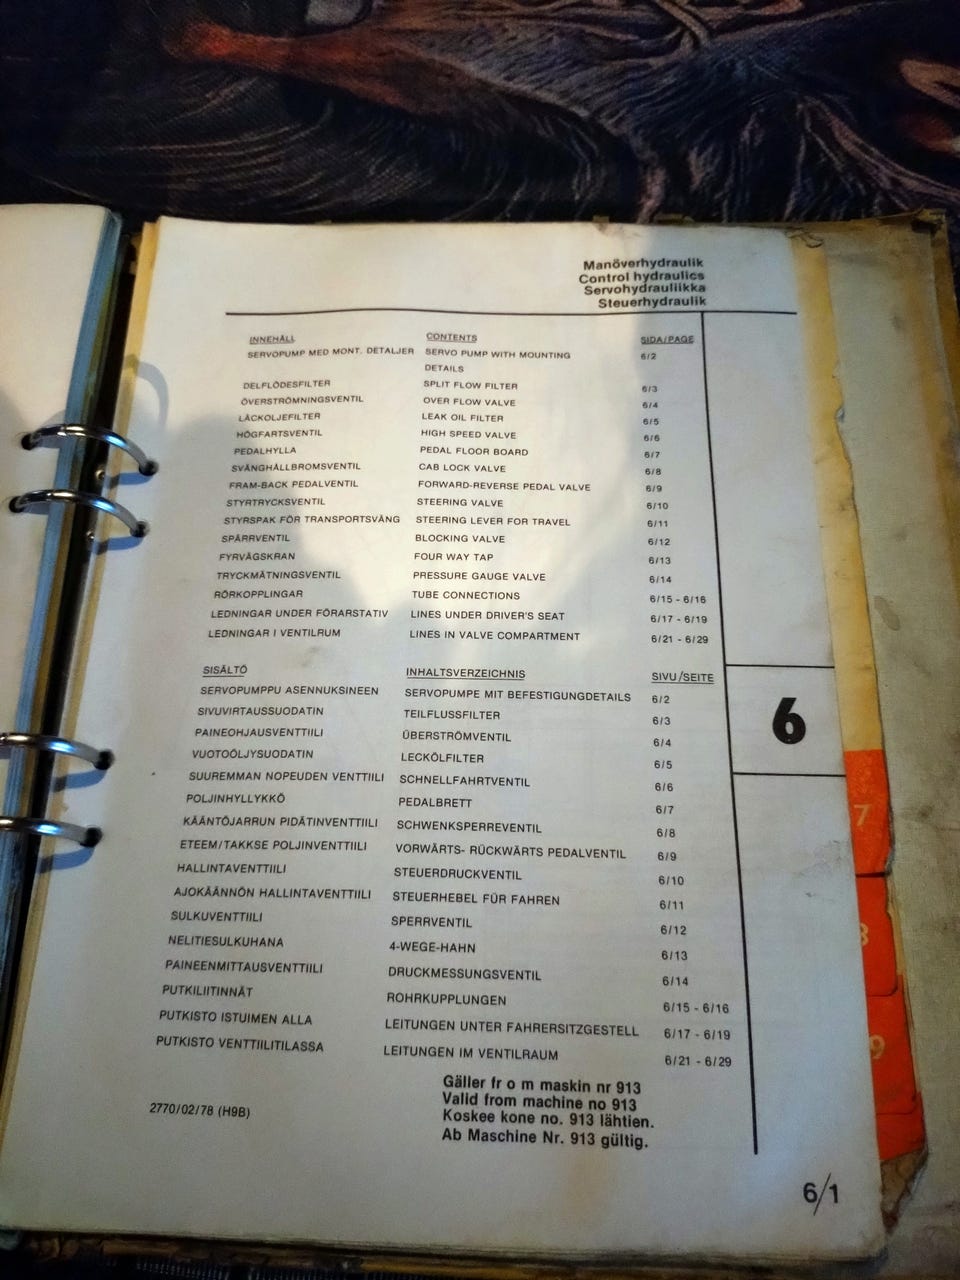 Manöverhydraulik
Control hydraulics
Servohydrauliikka
Steuerhydraulik
INNEHÅLL CONTENTS SIDA/PAGE
SERVOPUMP MED MONT. DETALJER SERVO PUMP WITH MOUNTING 6/2
DETAILS
DELFLÖDESFILTER SPLIT FLOW FILTER 6/3
ÖVERSTRÖMNINGSVENTIL OVER FLOW VALVE 6/4
LÄCKOLJEFILTER LEAK OIL FILTER 6/5
HÖGFARTSVENTIL HIGH SPEED VALVE 6/6
PEDALHYLLA PEDAL FLOOR BOARD 6/7
SVÄNGHÅLLBROMSVENTIL CAB LOCK VALVE 6/8
FRAM-BACK PEDALVENTIL FORWARD-REVERSE PEDAL VALVE 6/9
STYRTRYCKSVENTIL STEERING VALVE 6/10
STYRSPAK FÖR TRANSPORTSVÄNG STEERING LEVER FOR TRAVEL 6/11
SPÄRRVENTIL BLOCKING VALVE 6/12
FYRVÄGSKRAN FOUR WAY TAP 6/13
TRYCKMÄTNINGSVENTIL PRESSURE GAUGE VALVE 6/14
RÖRKOPPLINGAR TUBE CONNECTIONS 6/15 - 6/16
LEDNINGAR UNDER FÖRARSTATIV LINES UNDER DRIVER'S SEAT 6/17 - 6/19
LEDNINGAR I VENTILRUM LINES IN VALVE COMPARTMENT 6/21 - 6/29
SISÄLTÖ INHALTSVERZEICHNIS SIVU/SEITE
SERVOPUMPPU ASENNUKSINEEN SERVOPUMPE MIT BEFESTIGUNGDETAILS 6/2
SIVUVIRTAUSSUODATIN TEILFLUSSFILTER 6/3
PAINEOHJAUSVENTTIILI ÜBERSTRÖMVENTIL 6/4
VUOTOÖLJYSUODATIN LECKÖLFILTER 6/5
SUUREMMAN NOPEUDEN VENTTIILI SCHNELLFAHRTVENTIL 6/6
POLJINHYLLYKKÖ PEDALBRETT 6/7
KÄÄNTÖJARRUN PIDÄTINVENTTIILI SCHWENKSPERREVENTIL 6/8
ETEEM/TAKKSE POLJINVENTTIILI VORWÄRTS- RÜCKWÄRTS PEDALVENTIL 6/9
HALLINTAVENTTIILI STEUERDRUCKVENTIL 6/10
AJOKÄÄNNÖN HALLINTAVENTTIILI STEUERHEBEL FÜR FAHREN 6/11
SULKUVENTTIILI SPERRVENTIL 6/12
NELITIESULKUHANA 4-WEGE-HAHN 6/13
PAINEENMITTAUSVENTTIILI DRUCKMESSUNGSVENTIL 6/14
PUTKILIITINNÄT ROHRKUPPLUNGEN 6/15 - 6/16
PUTKISTO ISTUIMEN ALLA LEITUNGEN UNTER FAHRERSITZGESTELL 6/17 - 6/19
PUTKISTO VENTTIILITILASSA LEITUNGEN IM VENTILRAUM 6/21 - 6/29
6
7
8
9
Gäller fr o m maskin nr 913
Valid from machine no 913
Koskee kone no. 913 lähtien.
Ab Maschine Nr. 913 gültig.
2770/02/78 (H9B)
6/1